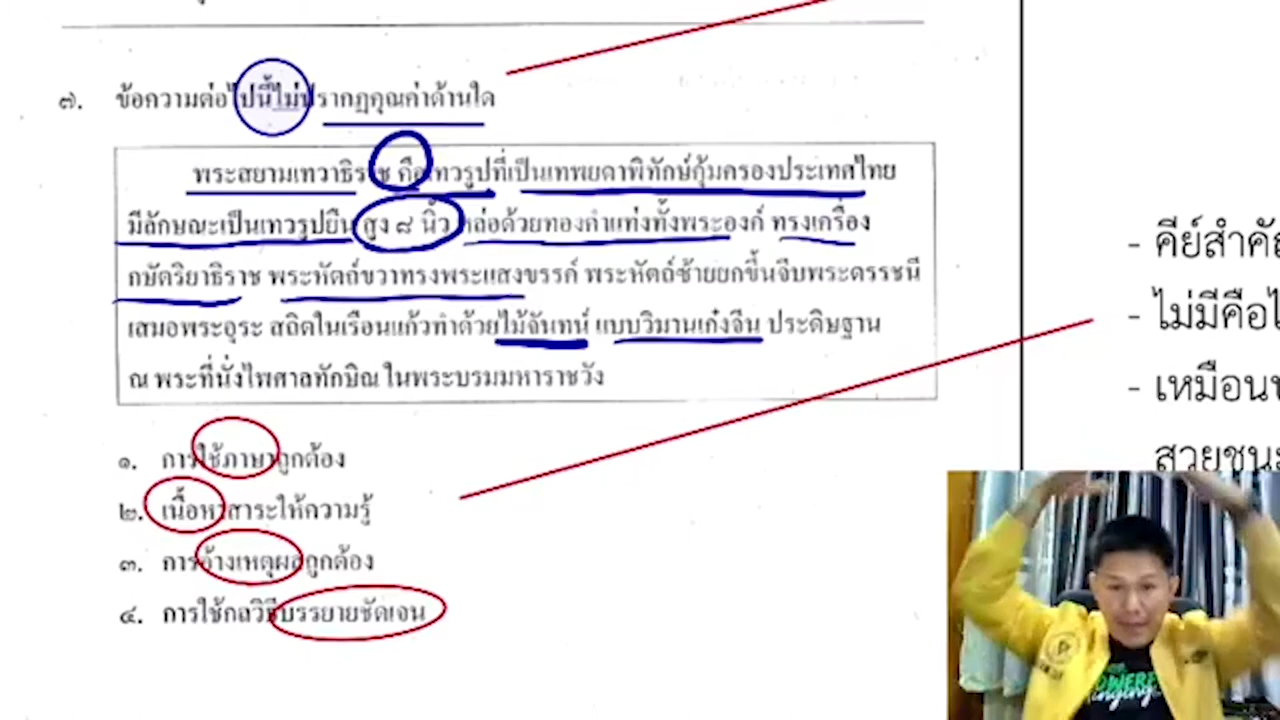 ๗. ข้อความต่อไปนี้ไม่ปรากฏคุณค่าด้านใด
พระสยามเทวาธิราช คือเทวรูปที่เป็นเทพยดาพิทักษ์คุ้มครองประเทศไทย
มีลักษณะเป็นเทวรูปยืน สูง ๘ นิ้ว หล่อด้วยทองคำแท่งทั้งพระองค์ ทรงเครื่อง
กษัตริยาธิราช พระหัตถ์ขวาทรงพระแสงขรรค์ พระหัตถ์ซ้ายยกขึ้นจีบพระดรรชนี
เสมอพระอุระ สถิตในเรือนแก้วทำด้วยไม้จันทน์ แบบวิมานเก๋งจีน ประดิษฐาน
ณ พระที่นั่งไพศาลทักษิณ ในพระบรมมหาราชวัง
๑. การใช้ภาษาถูกต้อง
๒. เนื้อหาสาระให้ความรู้
๓. การอ้างเหตุผลถูกต้อง
๔. การใช้กลวิธีบรรยายชัดเจน
- คีย์สำคัญ
- ไม่มีคือ
- เหมือน
สวยชนะ